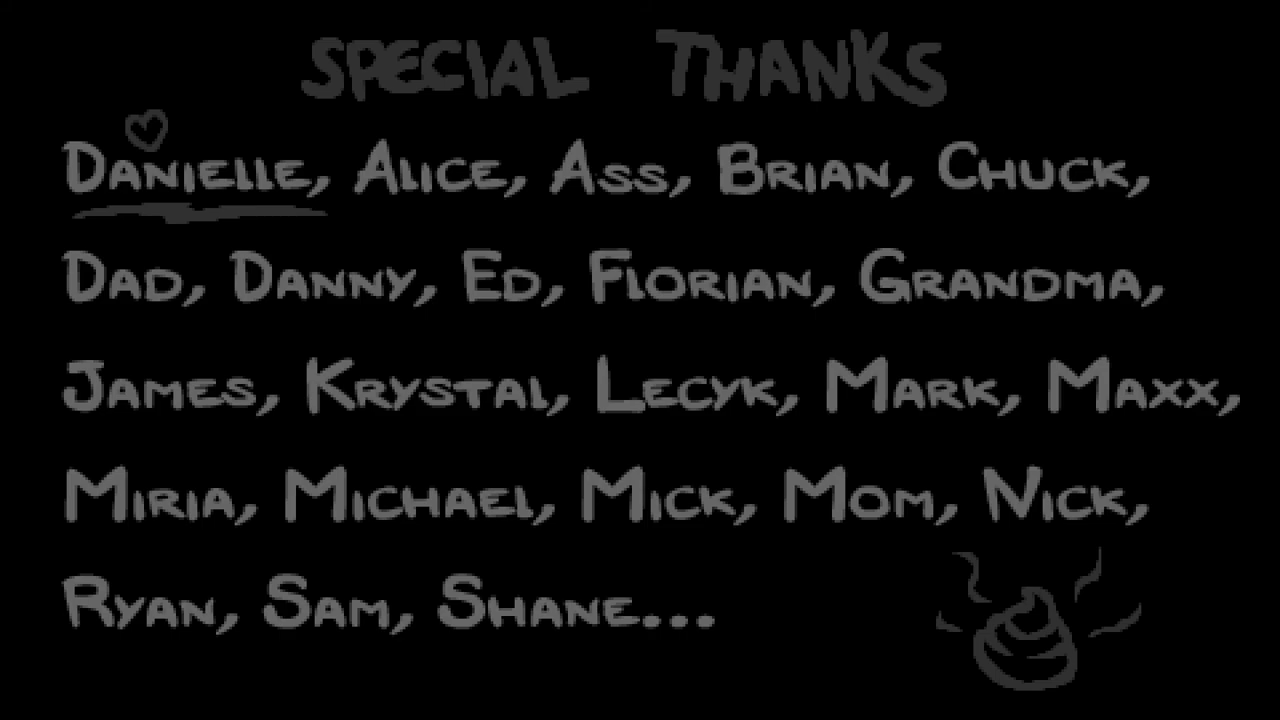 SPECIAL THANKS
DANIELLE, ALICE, ASS, BRIAN, CHUCK,
DAD, DANNY, ED, FLORIAN, GRANDMA,
JAMES, KRYSTAL, LECYK, MARK, MAXX,
MIRIA, MICHAEL, MICK, MOM, NICK,
RYAN, SAM, SHANE...